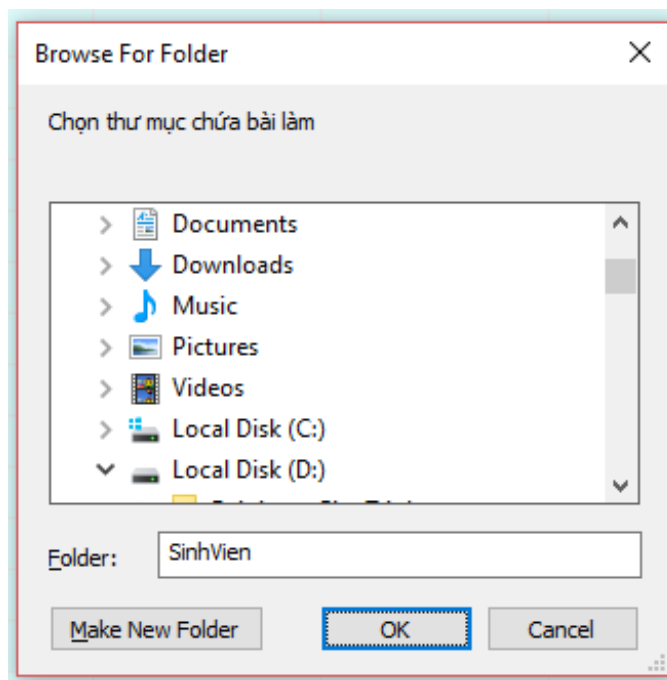 Browse For Folder
Chọn thư mục chứa bài làm
Documents
Downloads
Music
Pictures
Videos
Local Disk (C:)
Local Disk (D:)
Folder: SinhVien
Make New Folder OK Cancel